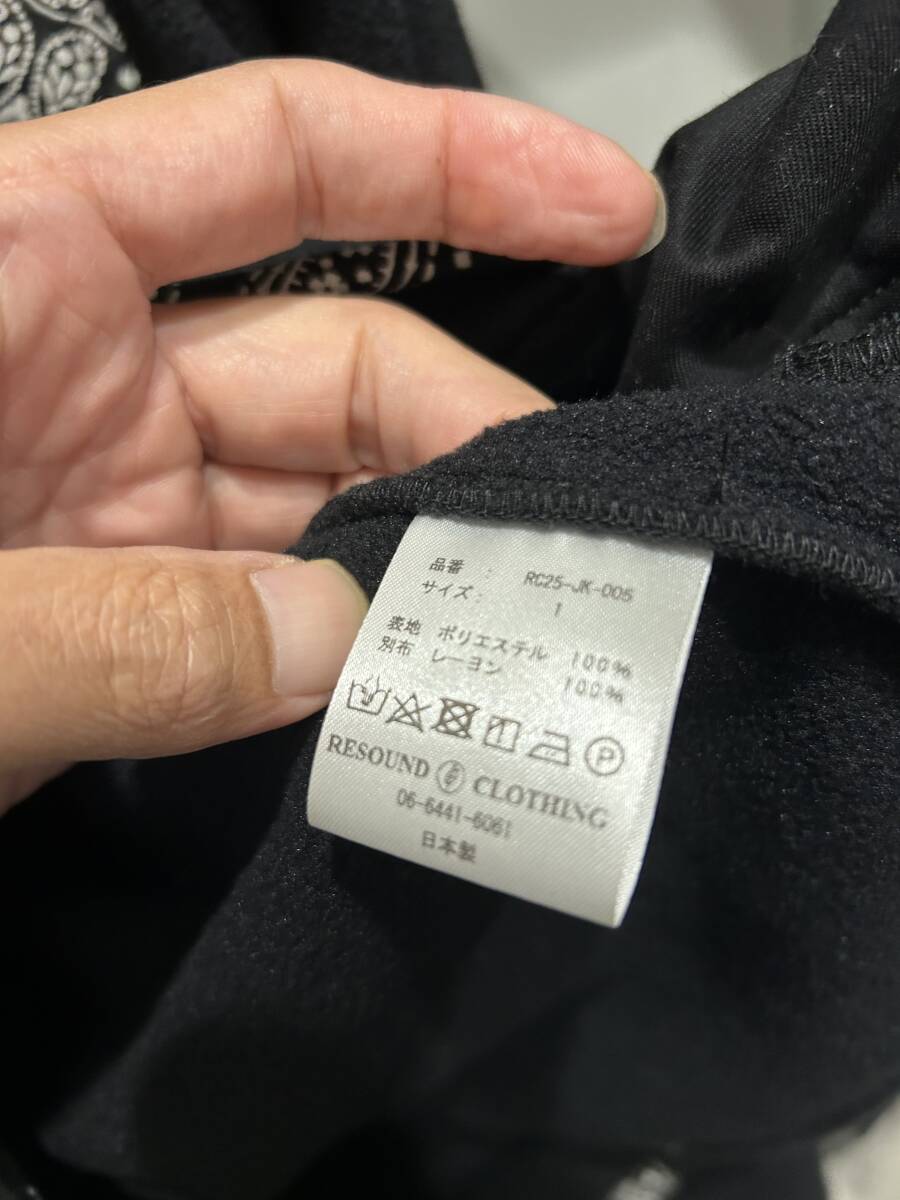 品番 : RC25-JK-005
サイズ : 1
表地 ポリエステル 100%
別布 レーヨン 100%
P
RESOUND CLOTHING
06-6441-6061
日本製